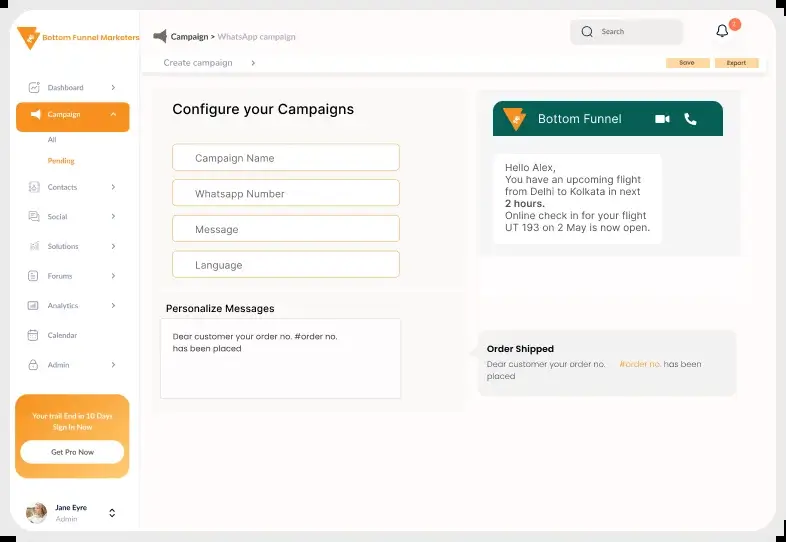 Bottom Funnel Marketers
Campaign > WhatsApp campaign
Search
2
Create campaign >
Save
Export
Dashboard
Campaign
All
Pending
Contacts
Social
Solutions
Forums
Analytics
Calendar
Admin
Your trail End in 10 Days
Sign In Now
Get Pro Now
Jane Eyre
Admin
Configure your Campaigns
Campaign Name
Whatsapp Number
Message
Language
Personalize Messages
Dear customer your order no. #order no.
has been placed
Bottom Funnel
Hello Alex,
You have an upcoming flight
from Delhi to Kolkata in next
2 hours.
Online check in for your flight
UT 193 on 2 May is now open.
Order Shipped
Dear customer your order no. #order no. has been
placed